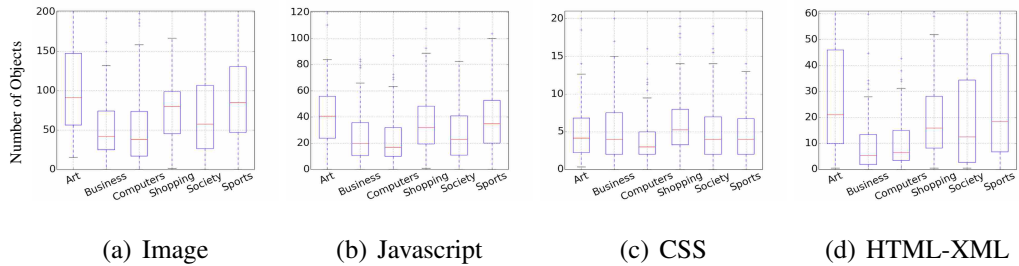 Number of Objects
200
150
100
50
0
Art Business Computers Shopping Society Sports
(a) Image
120
100
80
60
40
20
0
Art Business Computers Shopping Society Sports
(b) Javascript
20
15
10
5
0
Art Business Computers Shopping Society Sports
(c) CSS
60
50
40
30
20
10
0
Art Business Computers Shopping Society Sports
(d) HTML-XML